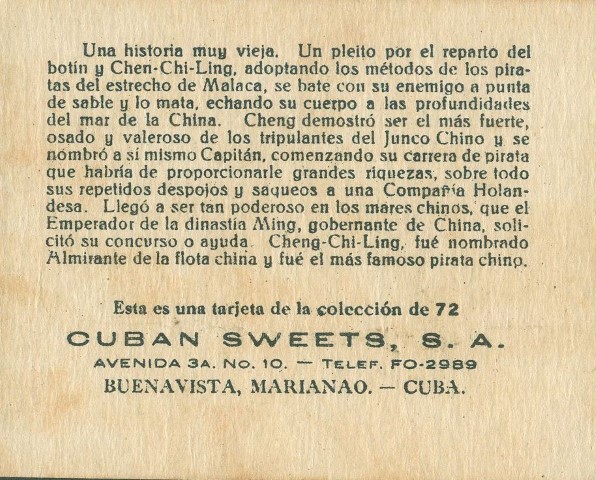 Una historia muy vieja. Un pleito por el reparto del
botín y Chen-Chi-Ling, adoptando los métodos de los pira-
tas del estrecho de Malaca, se bate con su enemigo a punta
de sable y lo mata, echando su cuerpo a las profundidades
del mar de la China. Cheng demostró ser el más fuerte,
osado y valeroso de los tripulantes del Junco Chino y se
nombró a sí mismo Capitán, comenzando su carrera de pirata
que habría de proporcionarle grandes riquezas, sobre todo
sus repetidos despojos y saqueos a una Compañía Holan-
desa. Llegó a ser tan poderoso en los mares chinos, que el
Emperador de la dinastía Ming, gobernante de China, soli-
citó su concurso o ayuda. Cheng-Chi-Ling, fué nombrado
Almirante de la flota china y fué el más famoso pirata chino.
Esta es una tarjeta de la colección de 72
CUBAN SWEETS, S. A.
AVENIDA 3A. No. 10. — TELEF. FO-2989
BUENAVISTA, MARIANAO. — CUBA.